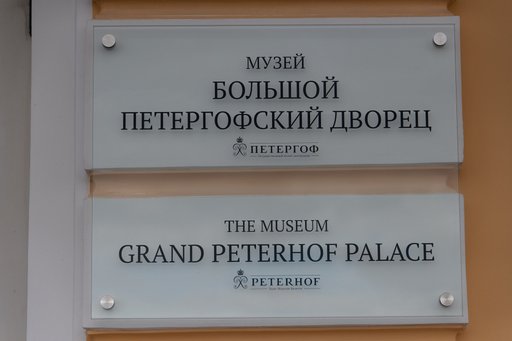 МУЗЕЙ
БОЛЬШОЙ
ПЕТЕРГОФСКИЙ ДВОРЕЦ
ПЕТЕРГОФ
THE MUSEUM
GRAND PETERHOF PALACE
PETERHOF